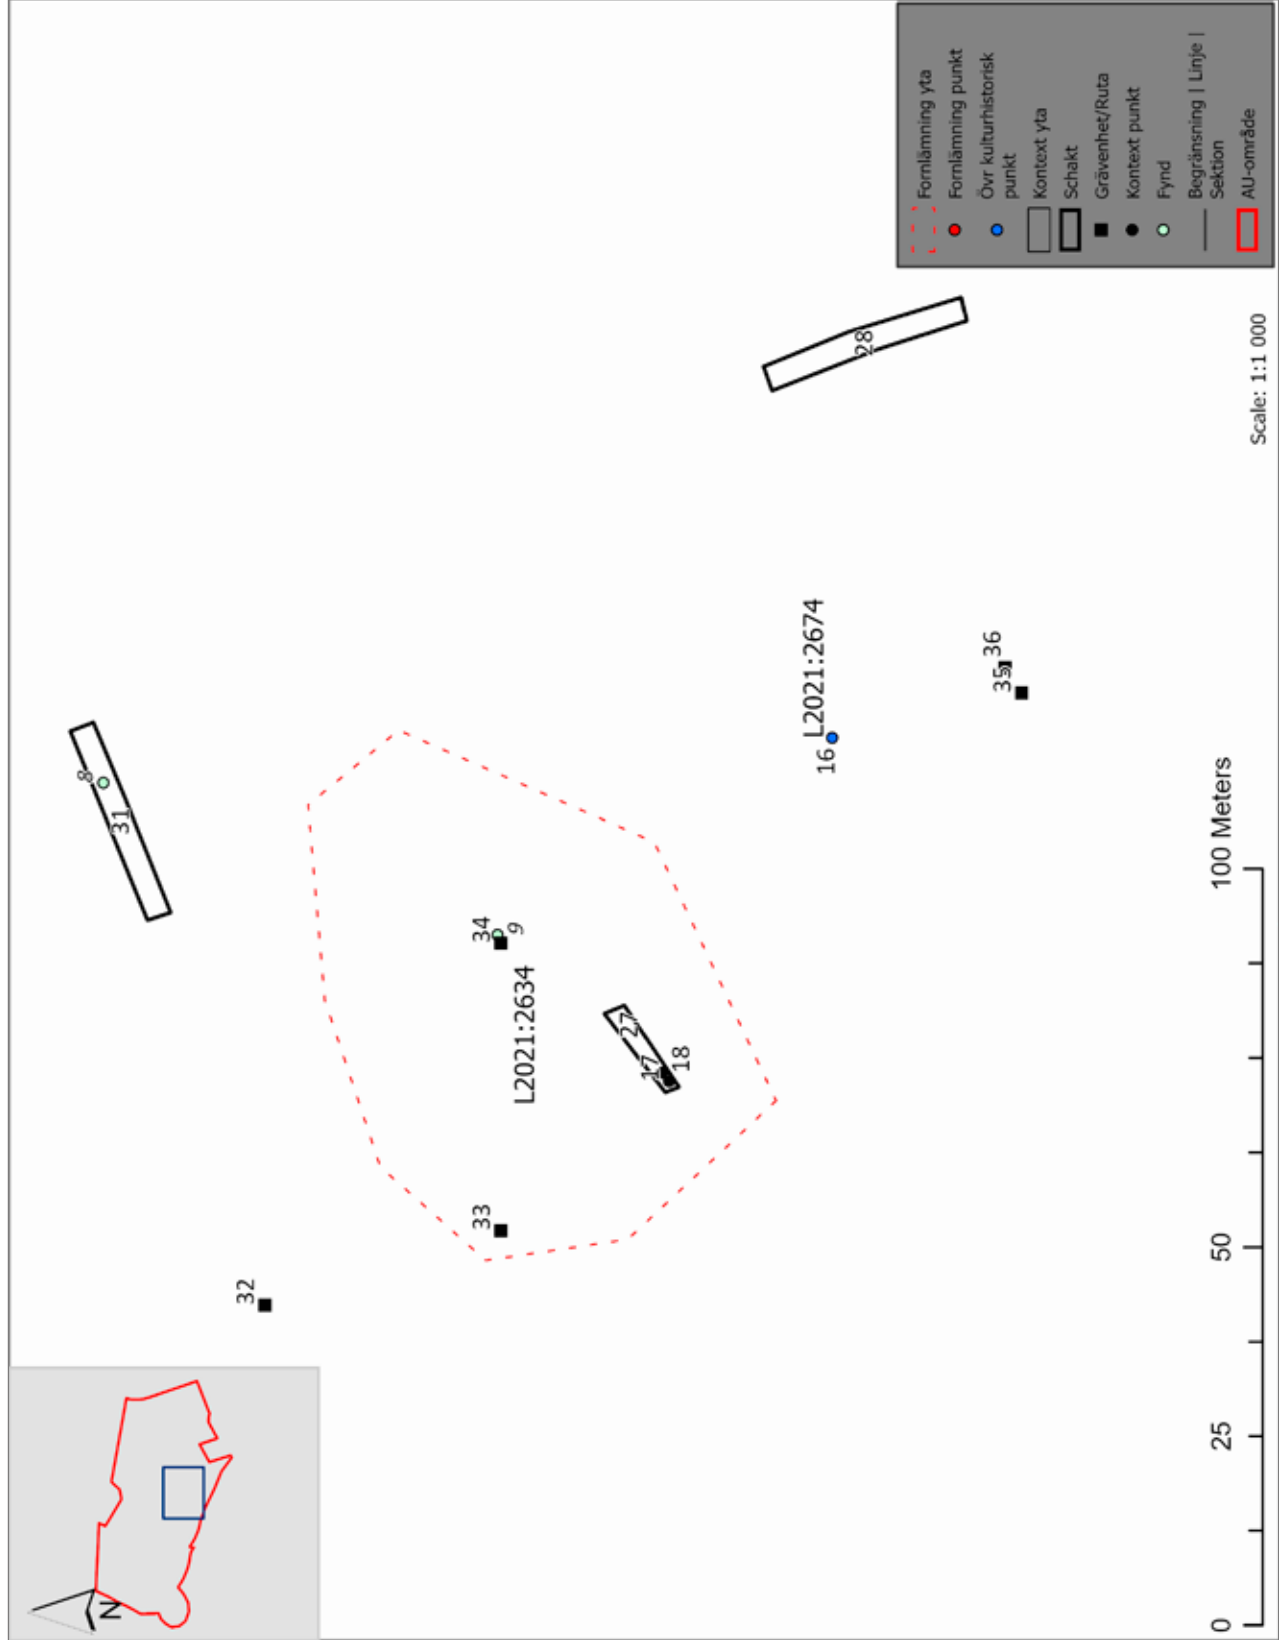 N
32
33
31
8
34
9
L2021:2634
27
17
18
L2021:2674
16
36
35
28
Fornlämning yta
Fornlämning punkt
Övr kulturhistorisk
punkt
Kontext yta
Schakt
Grävenhet/Ruta
Kontext punkt
Fynd
Begränsning | Linje |
Sektion
AU-område
0 25 50 100 Meters
Scale: 1:1 000